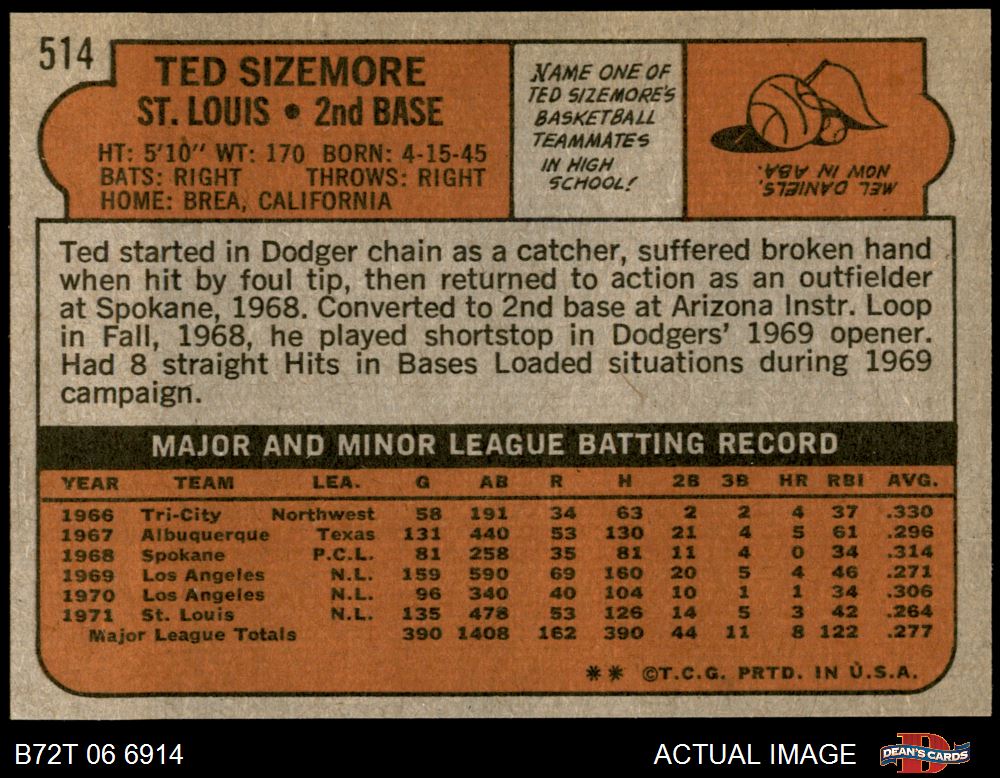 514
TED SIZEMORE
ST. LOUIS • 2nd BASE
HT: 5'10" WT: 170 BORN: 4-15-45
BATS: RIGHT THROWS: RIGHT
HOME: BREA, CALIFORNIA
NAME ONE OF
TED SIZEMORE'S
BASKETBALL
TEAMMATES
IN HIGH
SCHOOL!
MEL DANIELS,
NOW IN ABA.
Ted started in Dodger chain as a catcher, suffered broken hand
when hit by foul tip, then returned to action as an outfielder
at Spokane, 1968. Converted to 2nd base at Arizona Instr. Loop
in Fall, 1968, he played shortstop in Dodgers' 1969 opener.
Had 8 straight Hits in Bases Loaded situations during 1969
campaign.
MAJOR AND MINOR LEAGUE BATTING RECORD
YEAR TEAM LEA. G AB R H 2B 3B HR RBI AVG.
1966 Tri-City Northwest 58 191 34 63 2 2 4 37 .330
1967 Albuquerque Texas 131 440 53 130 21 4 5 61 .296
1968 Spokane P.C.L. 81 258 35 81 11 4 0 34 .314
1969 Los Angeles N.L. 159 590 69 160 20 5 4 46 .271
1970 Los Angeles N.L. 96 340 40 104 10 1 1 34 .306
1971 St. Louis N.L. 135 478 53 126 14 5 3 42 .264
Major League Totals 390 1408 162 390 44 11 8 122 .277
** ©T.C.G. PRTD. IN U.S.A.
B72T 06 6914
ACTUAL IMAGE
DEAN'S CARDS